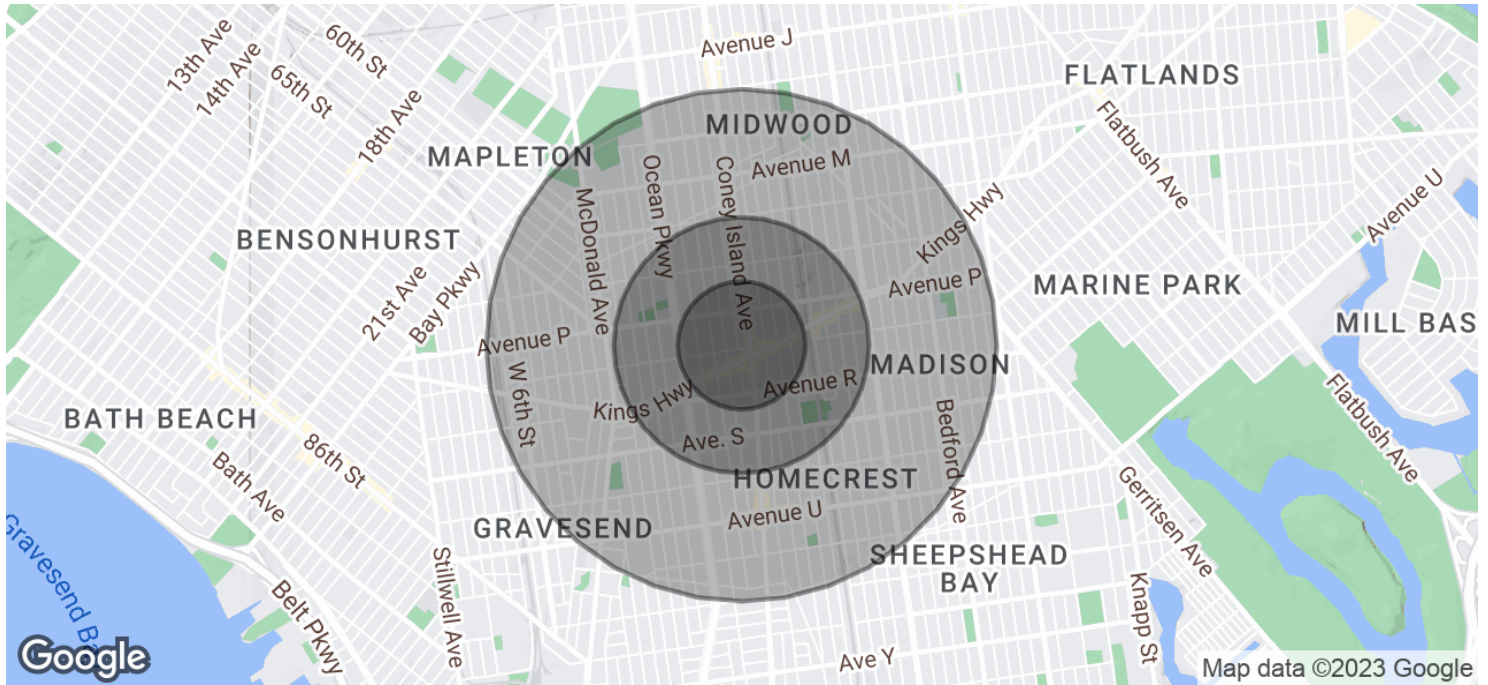 13th Ave
14th Ave
60th St
65th St
18th Ave
Avenue J
FLATLANDS
Flatbush Ave
MIDWOOD
MAPLETON
Avenue M
Ocean Pkwy
Coney Island Ave
McDonald Ave
Kings Hwy
Avenue U
BENSONHURST
21st Ave
Bay Pkwy
Avenue P
MARINE PARK
MILL BAS
Avenue P
W 6th St
MADISON
Avenue R
Kings Hwy
BATH BEACH
86th St
Bath Ave
Ave. S
Bedford Ave
Flatbush Ave
HOMECREST
Avenue U
GRAVESEND
SHEEPSHEAD
BAY
Gerritsen Ave
Gravesend Ba
Stillwell Ave
Belt Pkwy
Knapp St
Ave Y
Google
Map data ©2023 Google